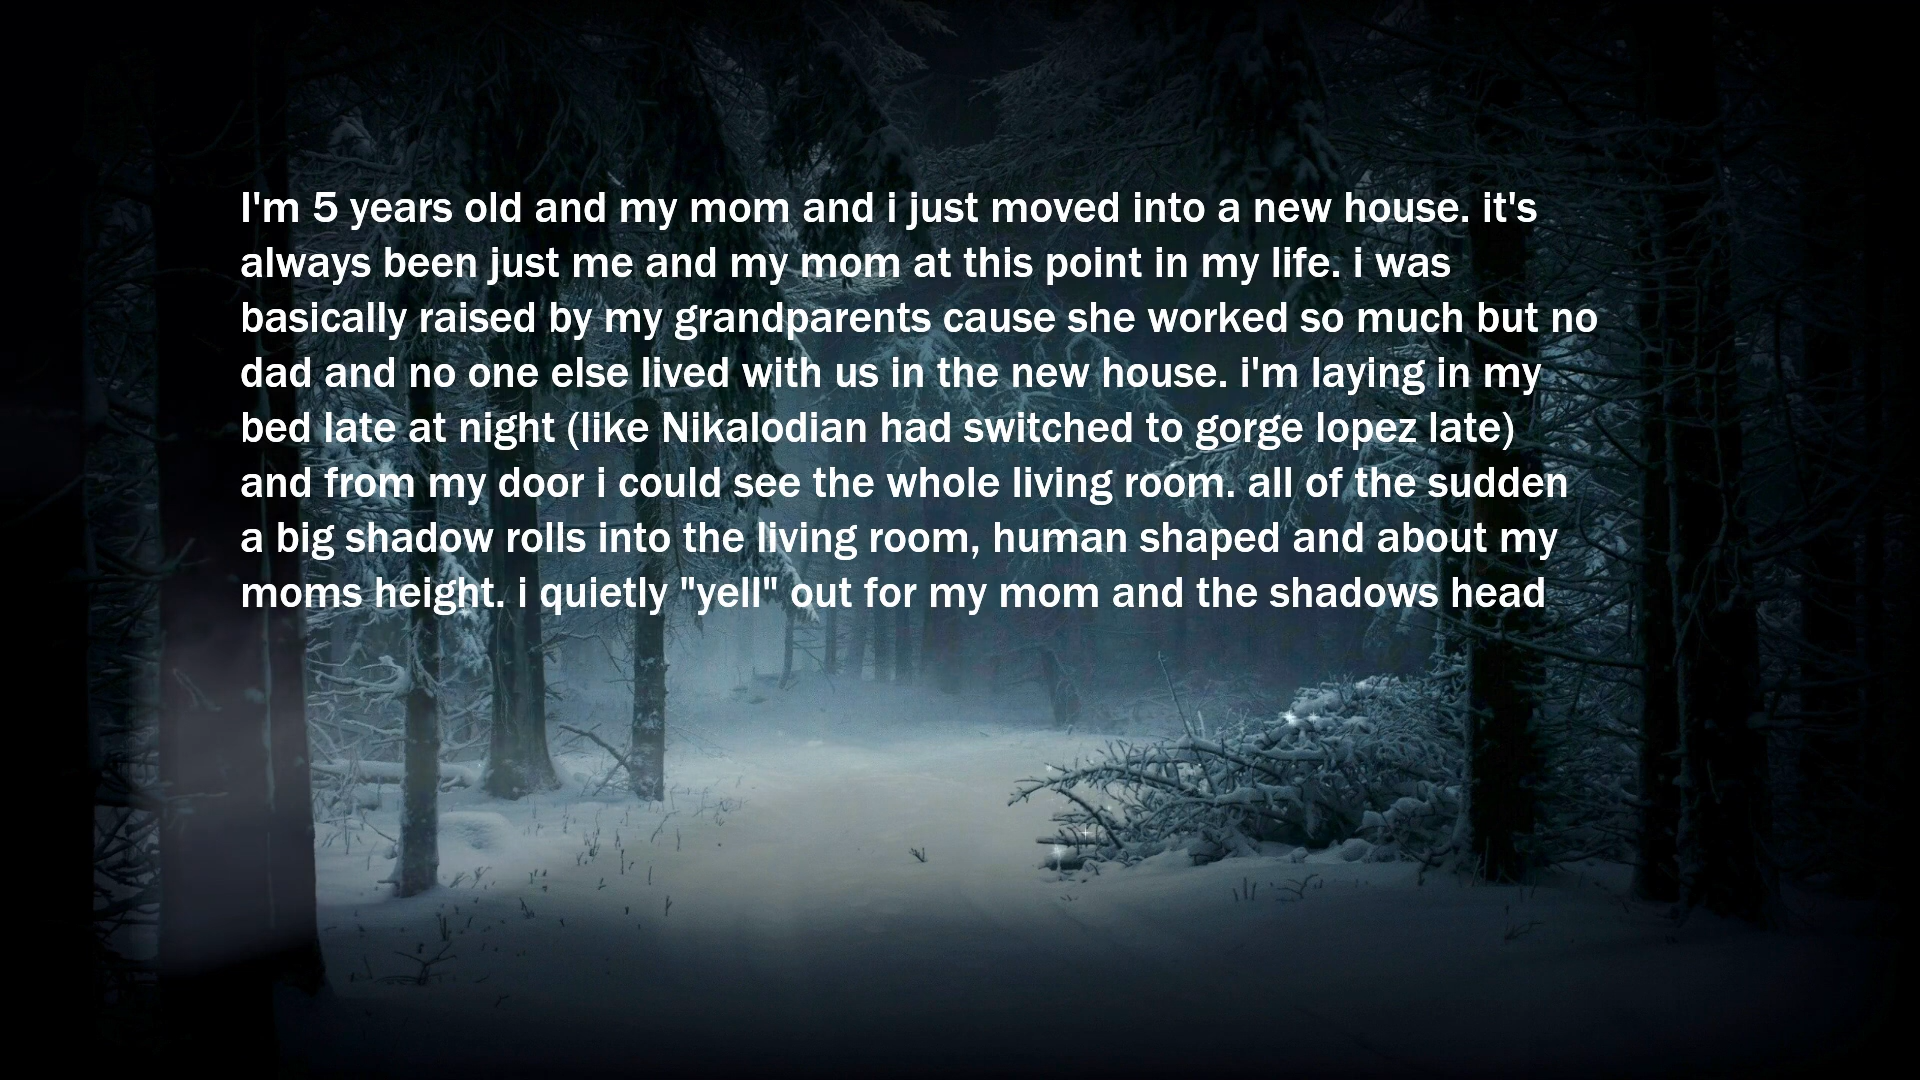 I'm 5 years old and my mom and i just moved into a new house. it's
always been just me and my mom at this point in my life. i was
basically raised by my grandparents cause she worked so much but no
dad and no one else lived with us in the new house. i'm laying in my
bed late at night (like Nikalodian had switched to gorge lopez late)
and from my door i could see the whole living room. all of the sudden
a big shadow rolls into the living room, human shaped and about my
moms height. i quietly "yell" out for my mom and the shadows head